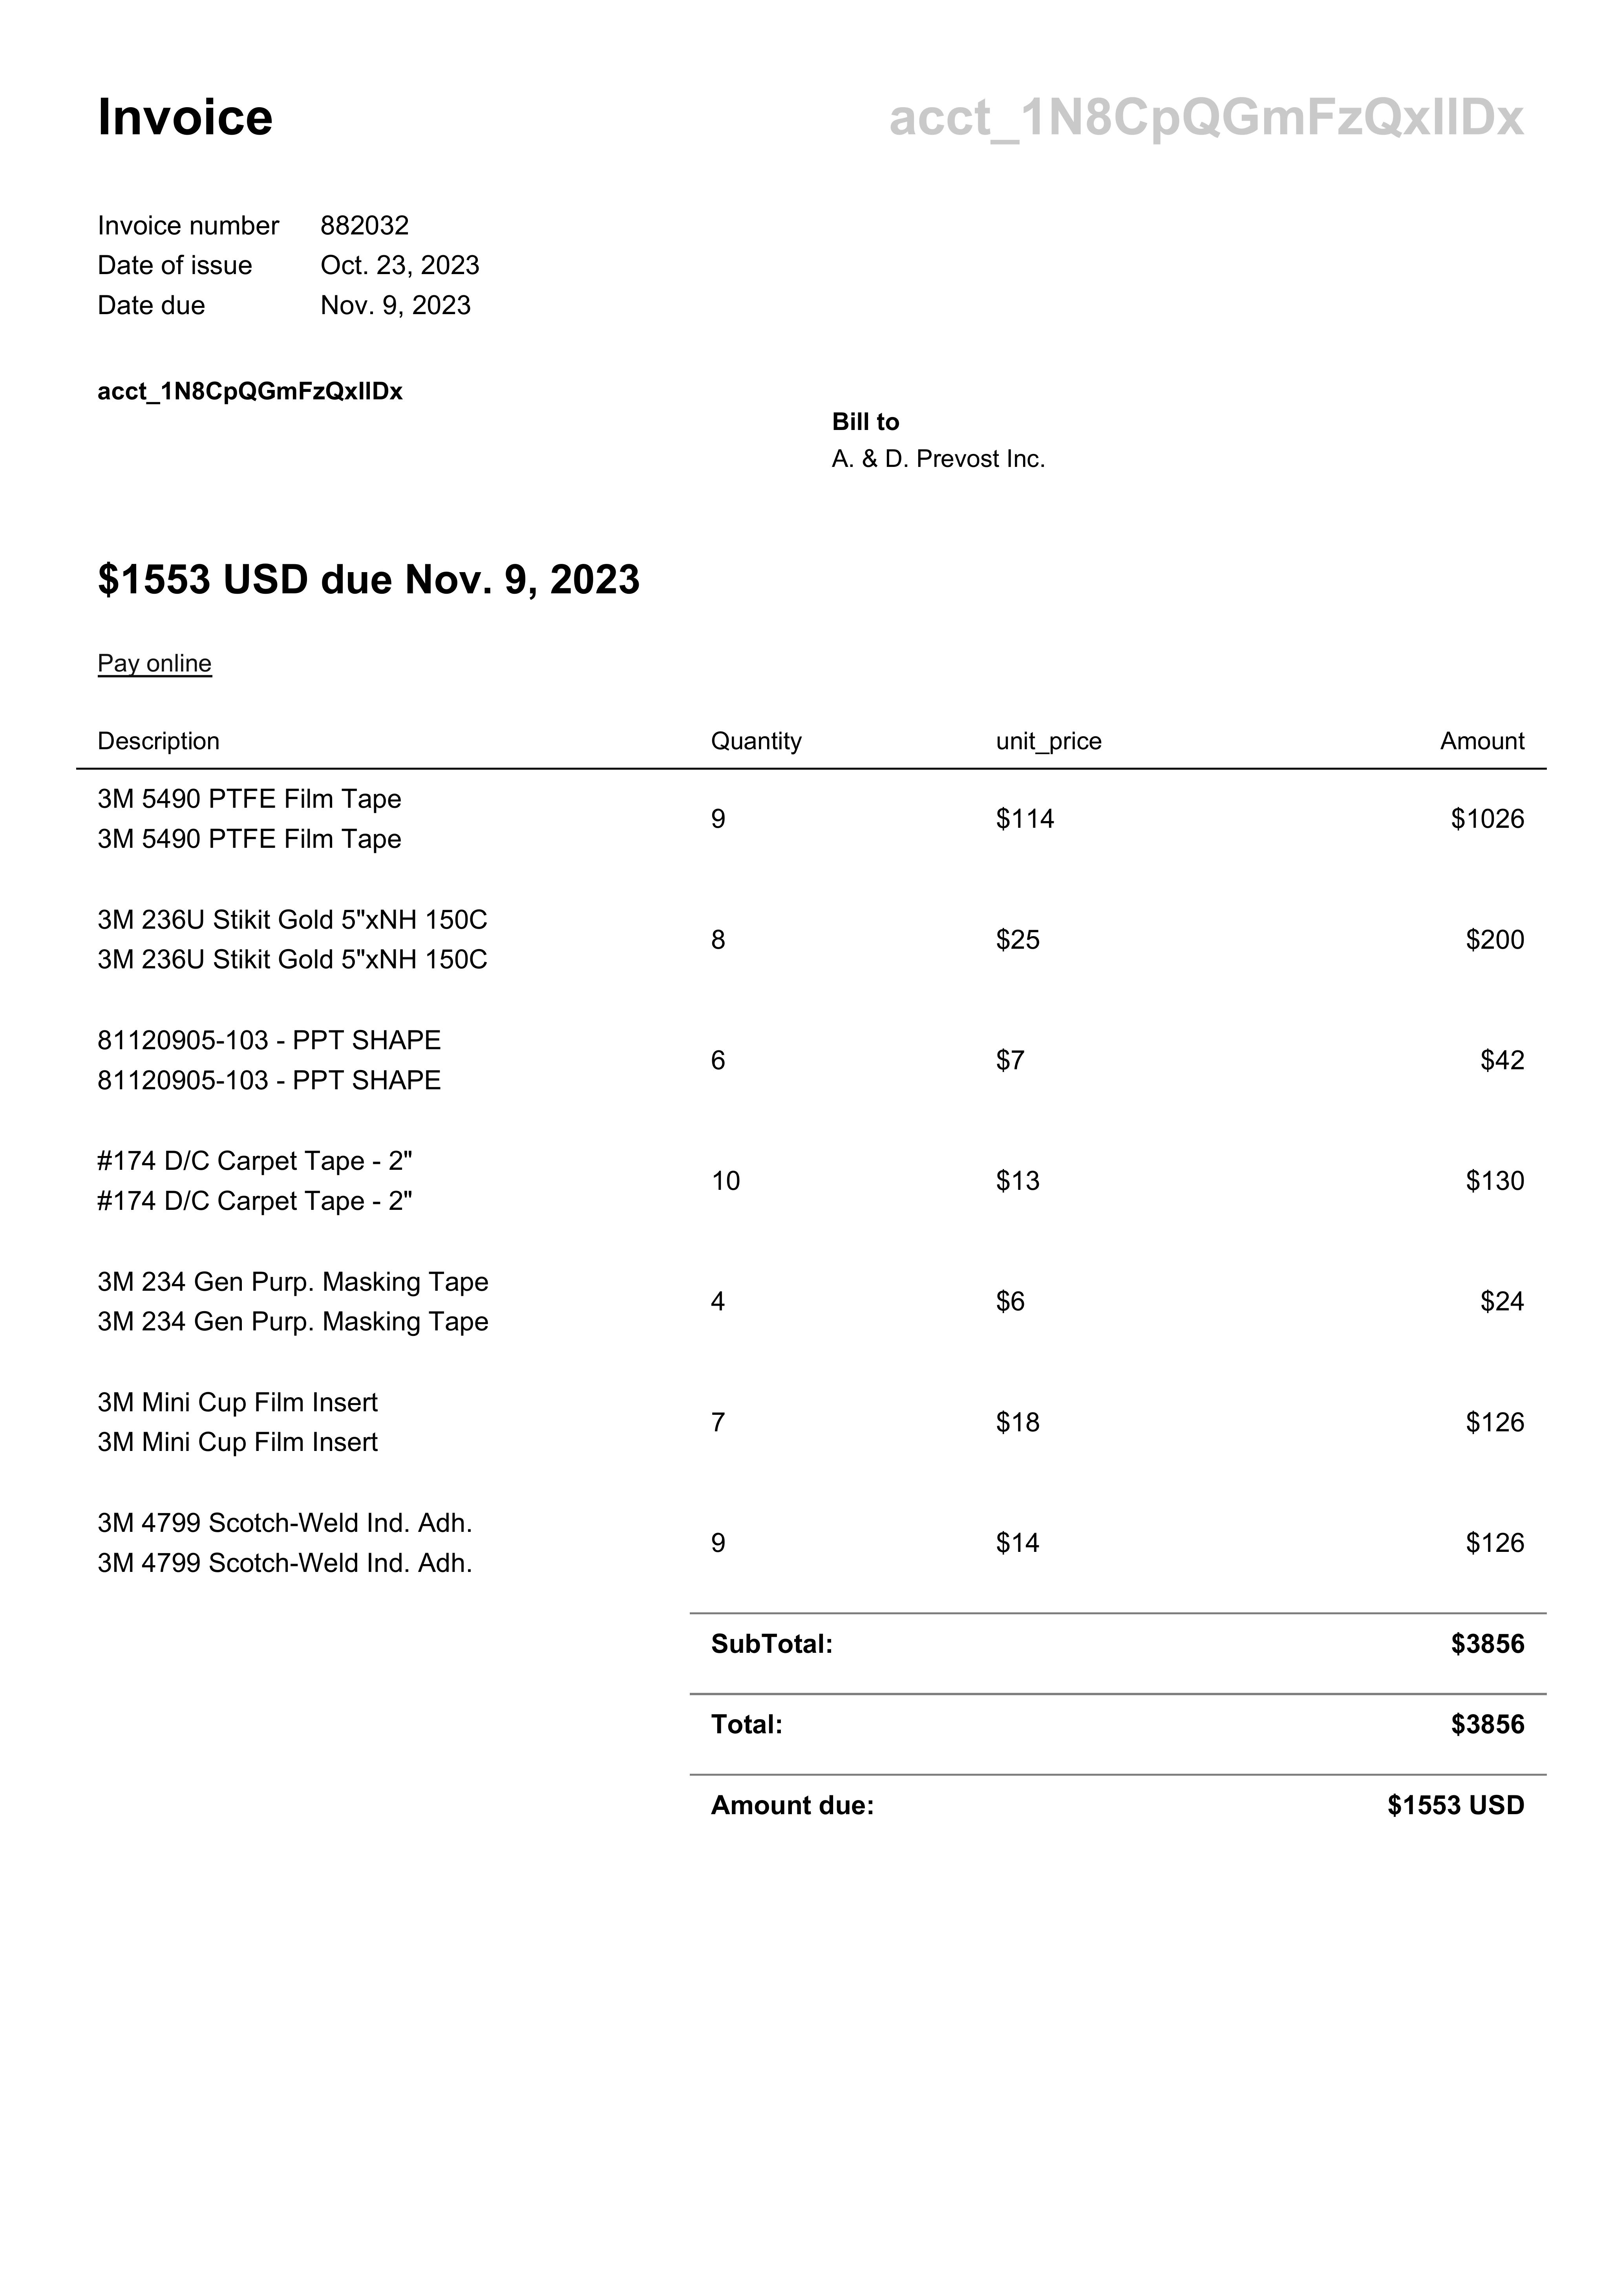 Invoice
acct_1N8CpQGmFzQxIIDx
Invoice number 882032
Date of issue Oct. 23, 2023
Date due Nov. 9, 2023
acct_1N8CpQGmFzQxIIDx
Bill to
A. & D. Prevost Inc.
$1553 USD due Nov. 9, 2023
Pay online
Description Quantity unit_price Amount
3M 5490 PTFE Film Tape
3M 5490 PTFE Film Tape
9 $114 $1026
3M 236U Stikit Gold 5"xNH 150C
3M 236U Stikit Gold 5"xNH 150C
8 $25 $200
81120905-103 - PPT SHAPE
81120905-103 - PPT SHAPE
6 $7 $42
#174 D/C Carpet Tape - 2"
#174 D/C Carpet Tape - 2"
10 $13 $130
3M 234 Gen Purp. Masking Tape
3M 234 Gen Purp. Masking Tape
4 $6 $24
3M Mini Cup Film Insert
3M Mini Cup Film Insert
7 $18 $126
3M 4799 Scotch-Weld Ind. Adh.
3M 4799 Scotch-Weld Ind. Adh.
9 $14 $126
SubTotal: $3856
Total: $3856
Amount due: $1553 USD